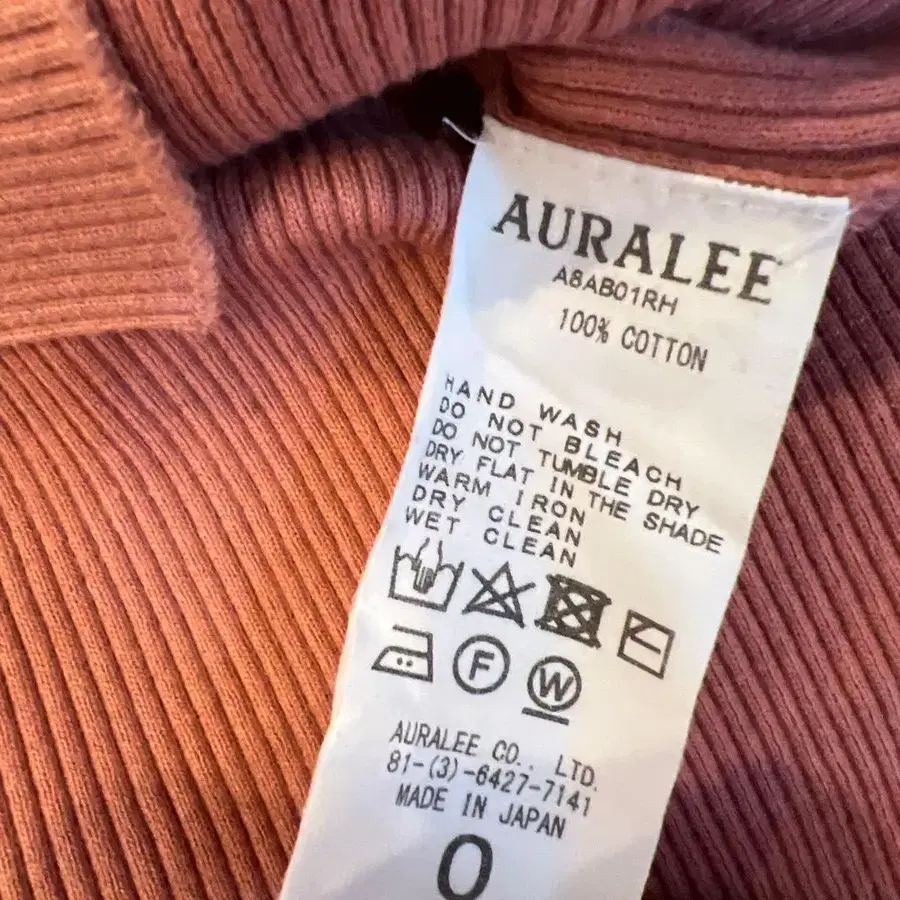 AURALEE
A8AB01RH
100% COTTON
HAND WASH
DO NOT BLEACH
DO NOT TUMBLE DRY
DRY FLAT IN THE SHADE
WARM IRON
DRY CLEAN
WET CLEAN
F
W
AURALEE CO., LTD.
81-(3)-6427-7141
MADE IN JAPAN
0